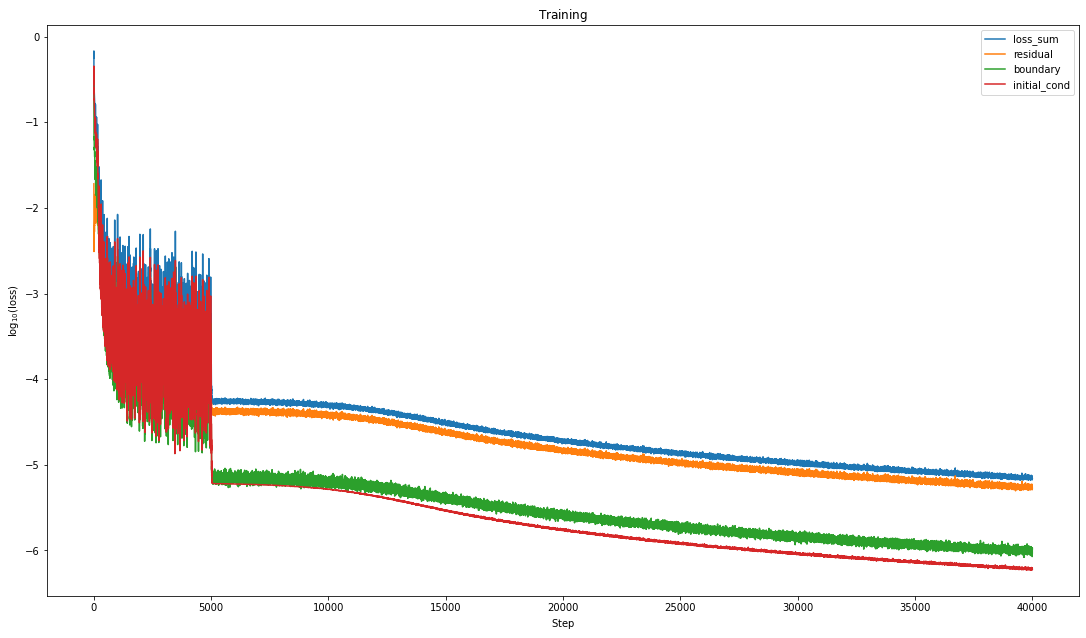 Training
loss_sum
residual
boundary
initial_cond
log₁₀(loss)
0
−1
−2
−3
−4
−5
−6
0 5000 10000 15000 20000 25000 30000 35000 40000
Step